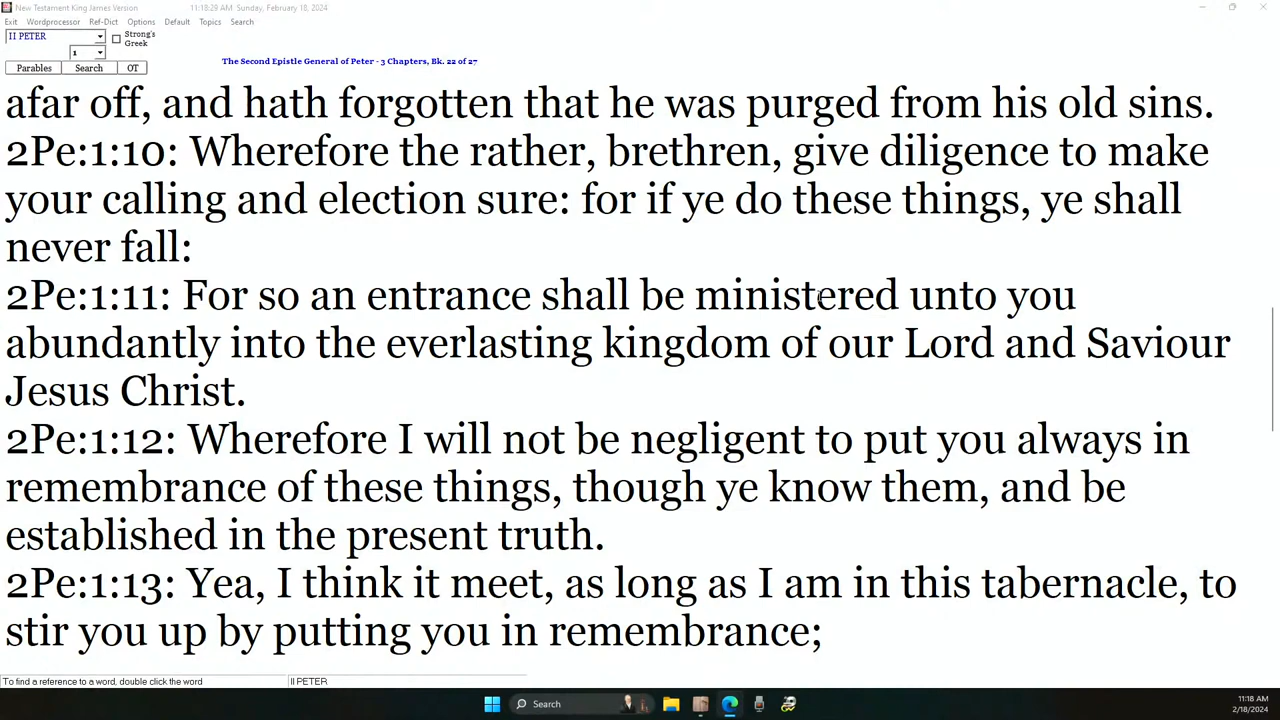 New Testament King James Version
11:18:29 AM Sunday, February 18, 2024
Exit Wordprocessor Ref-Dict Options Default Topics Search
II PETER
Strong's
Greek
1
Parables Search OT
The Second Epistle General of Peter - 3 Chapters, Bk. 22 of 27
afar off, and hath forgotten that he was purged from his old sins.
2Pe:1:10: Wherefore the rather, brethren, give diligence to make
your calling and election sure: for if ye do these things, ye shall
never fall:
2Pe:1:11: For so an entrance shall be ministered unto you
abundantly into the everlasting kingdom of our Lord and Saviour
Jesus Christ.
2Pe:1:12: Wherefore I will not be negligent to put you always in
remembrance of these things, though ye know them, and be
established in the present truth.
2Pe:1:13: Yea, I think it meet, as long as I am in this tabernacle, to
stir you up by putting you in remembrance;
To find a reference to a word, double click the word
II PETER
Search
11:18 AM
2/18/2024